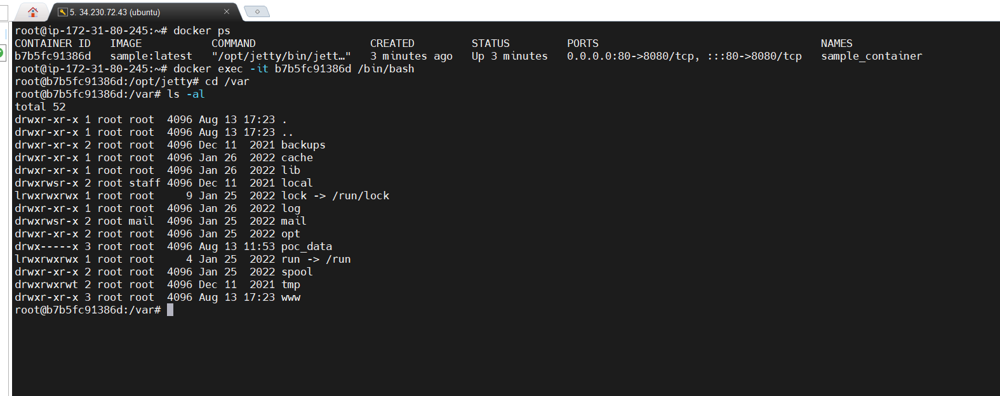 5. 34.230.72.43 (ubuntu)
root@ip-172-31-80-245:~# docker ps
CONTAINER ID   IMAGE           COMMAND                  CREATED         STATUS         PORTS                                   NAMES
b7b5fc91386d   sample:latest   "/opt/jetty/bin/jett…"   3 minutes ago   Up 3 minutes   0.0.0.0:80->8080/tcp, :::80->8080/tcp   sample_container
root@ip-172-31-80-245:~# docker exec -it b7b5fc91386d /bin/bash
root@b7b5fc91386d:/opt/jetty# cd /var
root@b7b5fc91386d:/var# ls -al
total 52
drwxr-xr-x 1 root root  4096 Aug 13 17:23 .
drwxr-xr-x 1 root root  4096 Aug 13 17:23 ..
drwxr-xr-x 2 root root  4096 Dec 11  2021 backups
drwxr-xr-x 1 root root  4096 Jan 26  2022 cache
drwxr-xr-x 1 root root  4096 Jan 26  2022 lib
drwxrwsr-x 2 root staff 4096 Dec 11  2021 local
lrwxrwxrwx 1 root root     9 Jan 25  2022 lock -> /run/lock
drwxr-xr-x 1 root root  4096 Jan 26  2022 log
drwxrwsr-x 2 root mail  4096 Jan 25  2022 mail
drwxr-xr-x 2 root root  4096 Jan 25  2022 opt
drwx-----x 3 root root  4096 Aug 13 11:53 poc_data
lrwxrwxrwx 1 root root     4 Jan 25  2022 run -> /run
drwxr-xr-x 2 root root  4096 Jan 25  2022 spool
drwxrwxrwt 2 root root  4096 Dec 11  2021 tmp
drwxr-xr-x 3 root root  4096 Aug 13 17:23 www
root@b7b5fc91386d:/var#